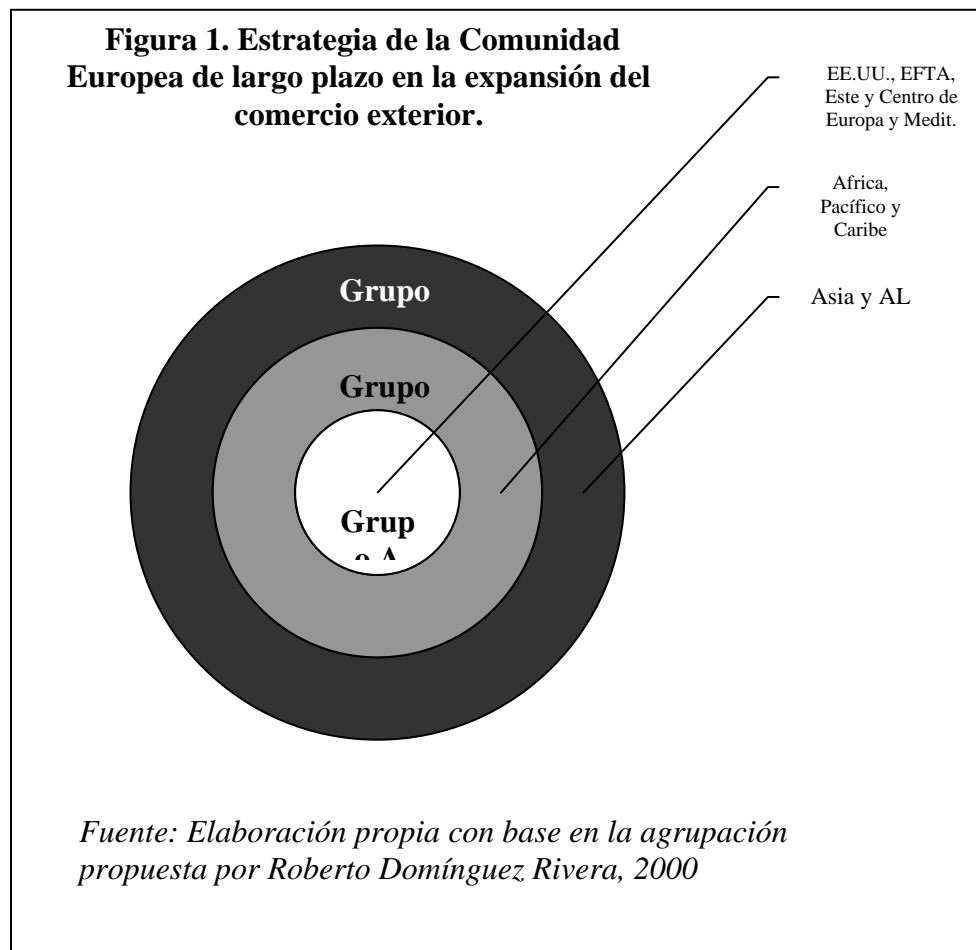 Figura 1. Estrategia de la Comunidad
Europea de largo plazo en la expansión del
comercio exterior.
EE.UU., EFTA,
Este y Centro de
Europa y Medit.
Africa,
Pacífico y
Caribe
Asia y AL
Grupo
Grupo
Grup
o A
Fuente: Elaboración propia con base en la agrupación
propuesta por Roberto Domínguez Rivera, 2000